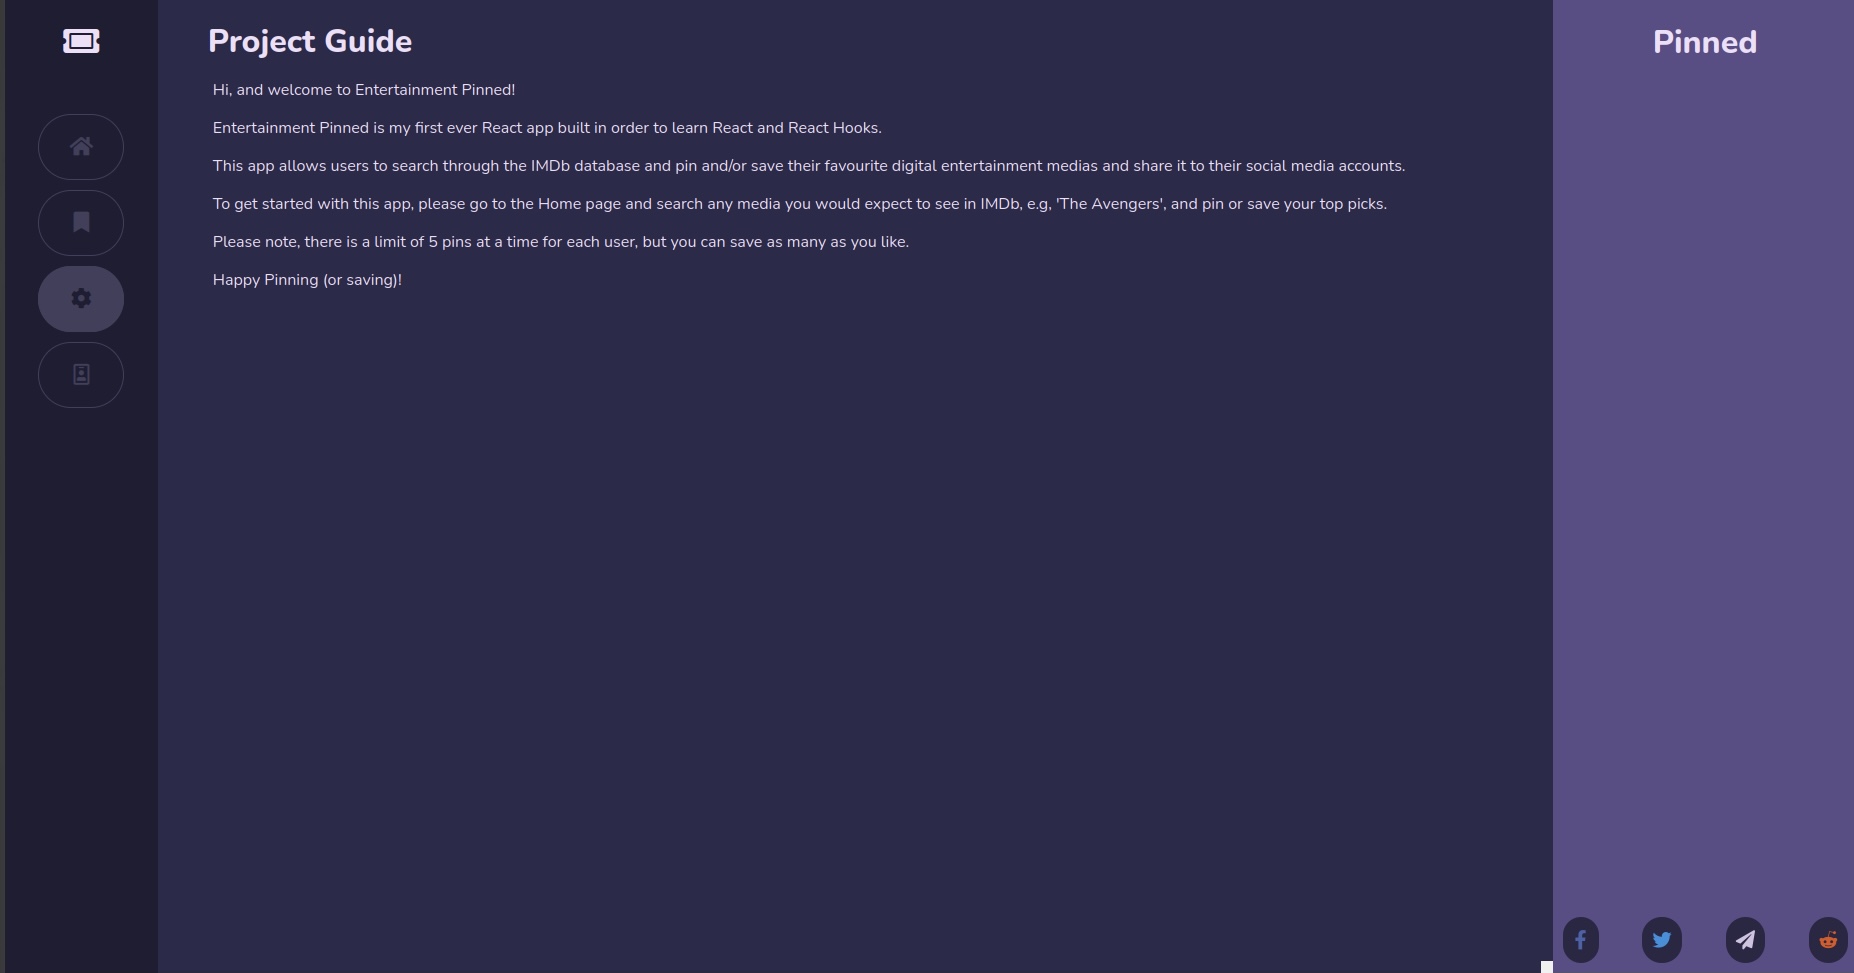 Project Guide
Pinned
Hi, and welcome to Entertainment Pinned!
Entertainment Pinned is my first ever React app built in order to learn React and React Hooks.
This app allows users to search through the IMDb database and pin and/or save their favourite digital entertainment medias and share it to their social media accounts.
To get started with this app, please go to the Home page and search any media you would expect to see in IMDb, e.g, 'The Avengers', and pin or save your top picks.
Please note, there is a limit of 5 pins at a time for each user, but you can save as many as you like.
Happy Pinning (or saving)!